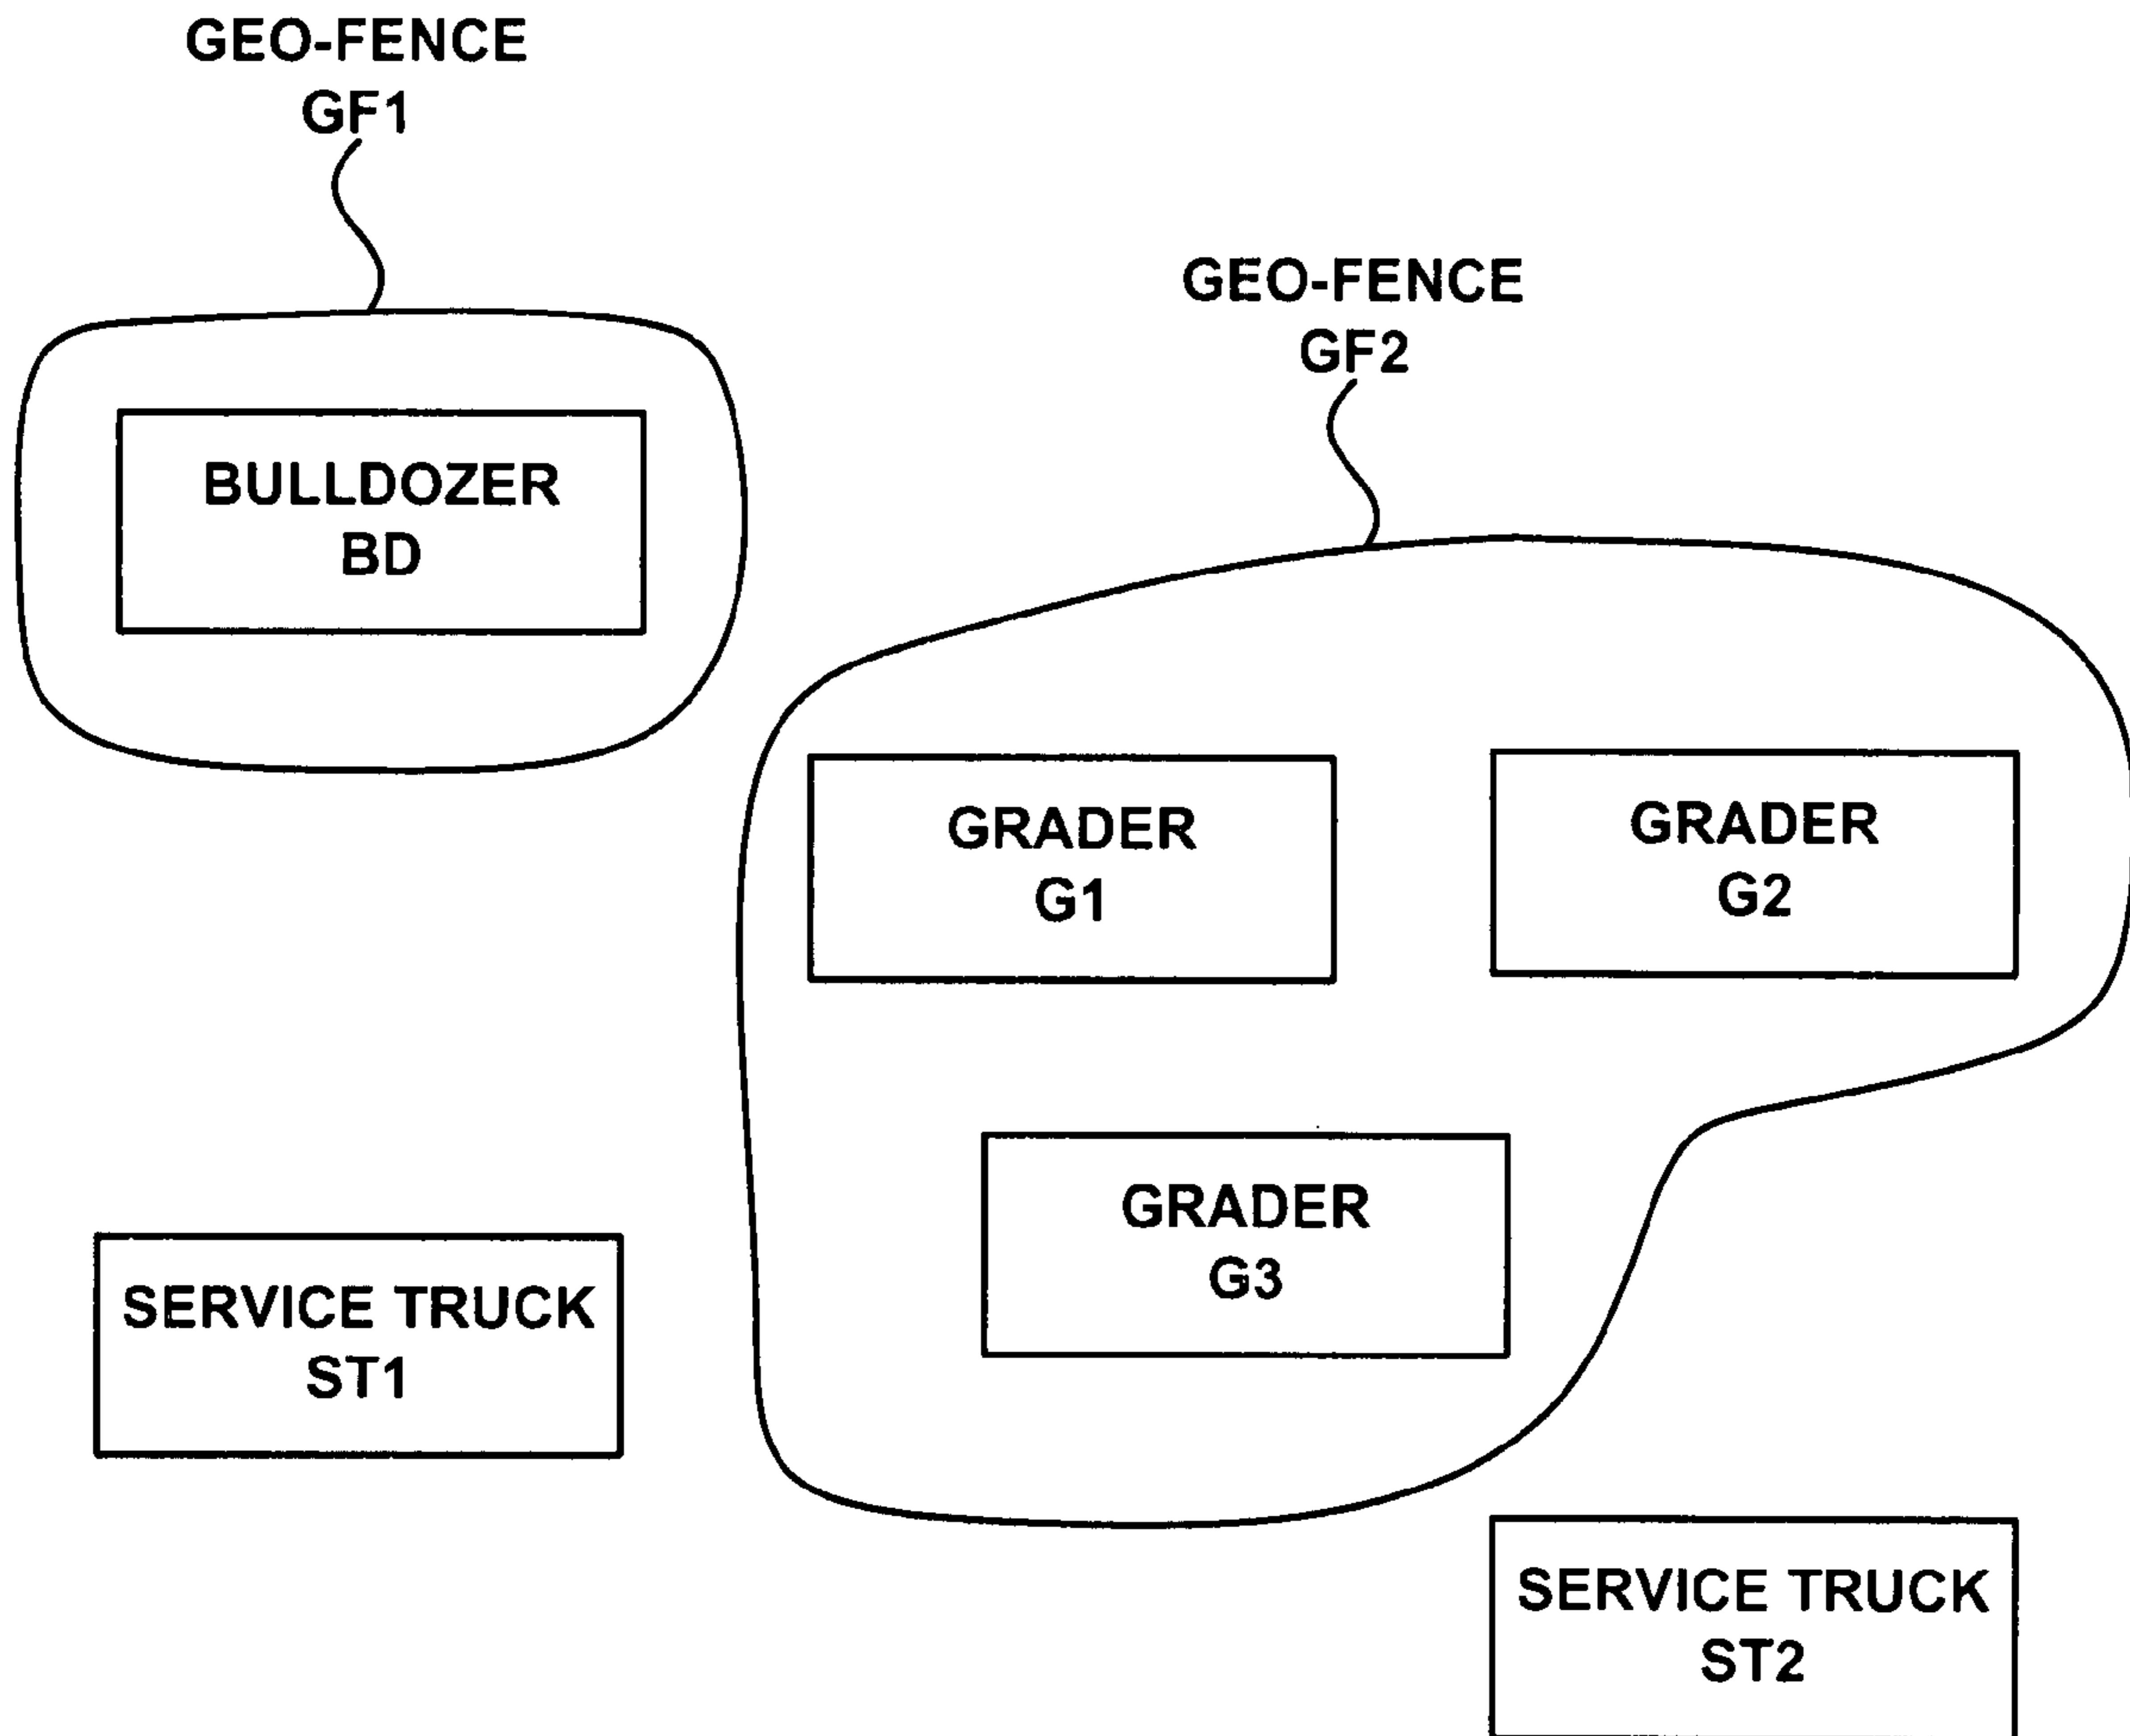 GEO-FENCE
GF1
GEO-FENCE
GF2
BULLDOZER
BD
GRADER
G1
GRADER
G2
GRADER
G3
SERVICE TRUCK
ST1
SERVICE TRUCK
ST2